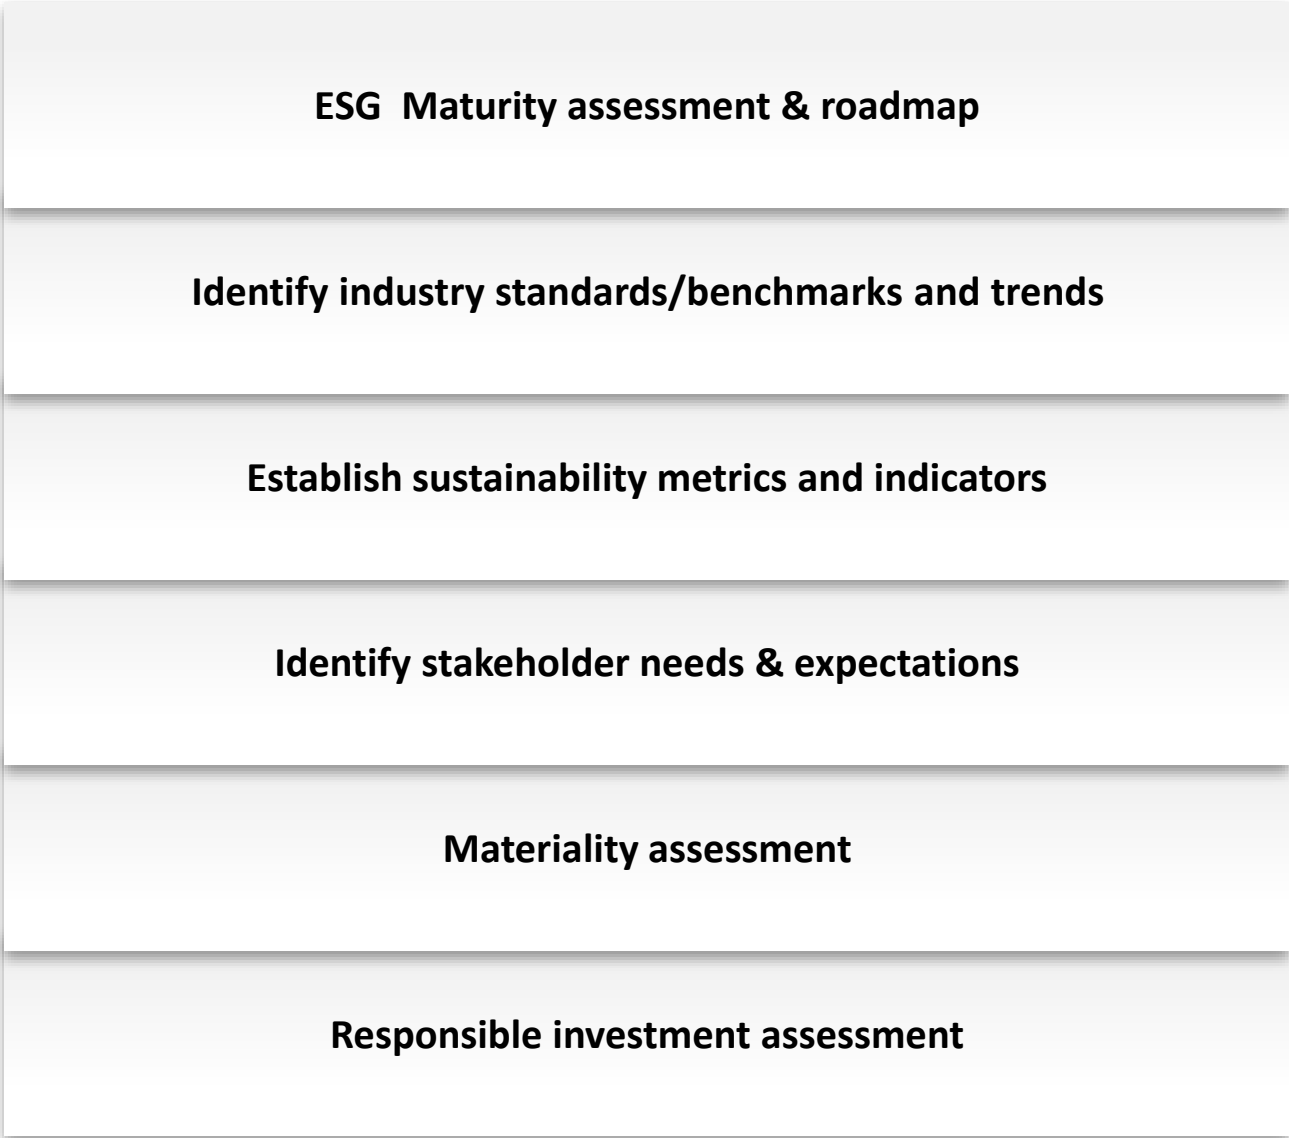 ESG  Maturity assessment & roadmap
Identify industry standards/benchmarks and trends
Establish sustainability metrics and indicators
Identify stakeholder needs & expectations
Materiality assessment
Responsible investment assessment